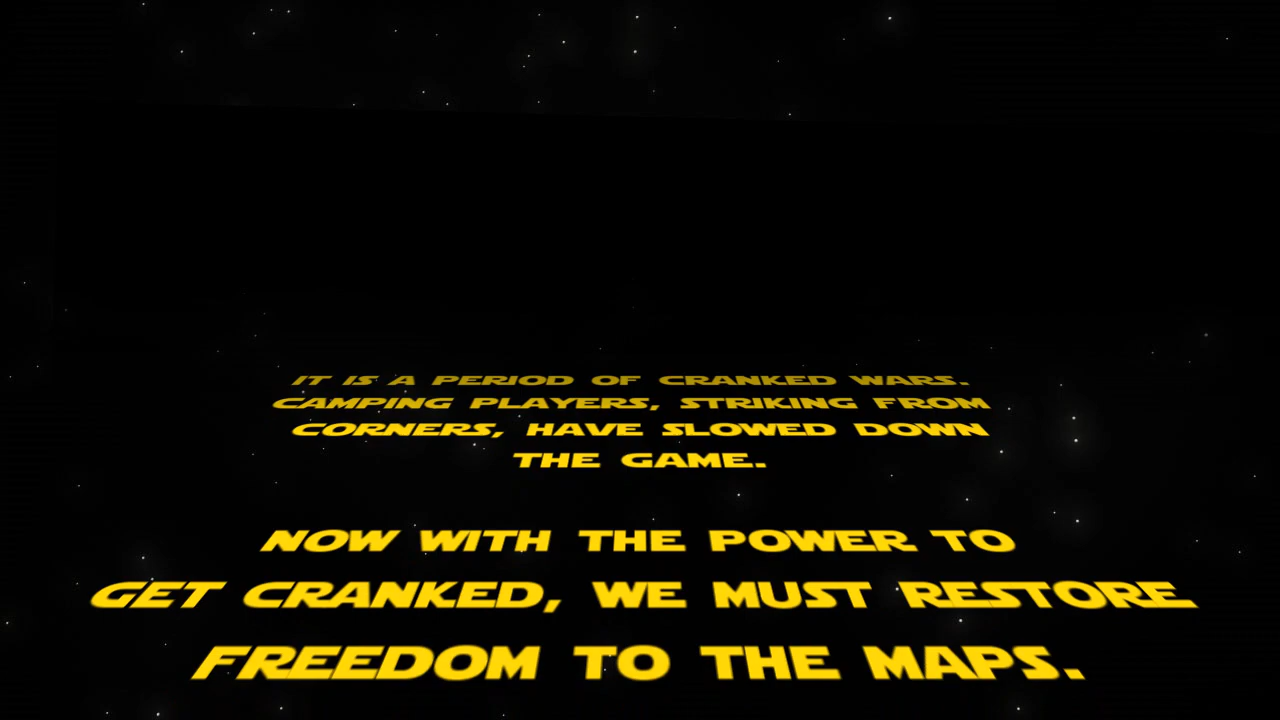 IT IS A PERIOD OF CRANKED WARS.
CAMPING PLAYERS, STRIKING FROM
CORNERS, HAVE SLOWED DOWN
THE GAME.
NOW WITH THE POWER TO
GET CRANKED, WE MUST RESTORE
FREEDOM TO THE MAPS.